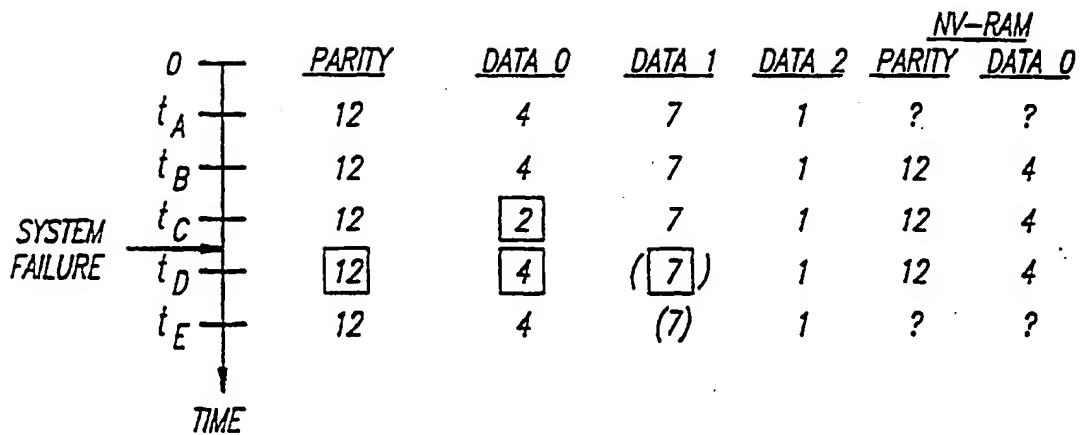 NV-RAM
0 PARITY DATA 0 DATA 1 DATA 2 PARITY DATA 0
tA 12 4 7 1 ? ?
tB 12 4 7 1 12 4
tC 12 2 7 1 12 4
SYSTEM
FAILURE
tD 12 4 (7) 1 12 4
tE 12 4 (7) 1 ? ?
TIME